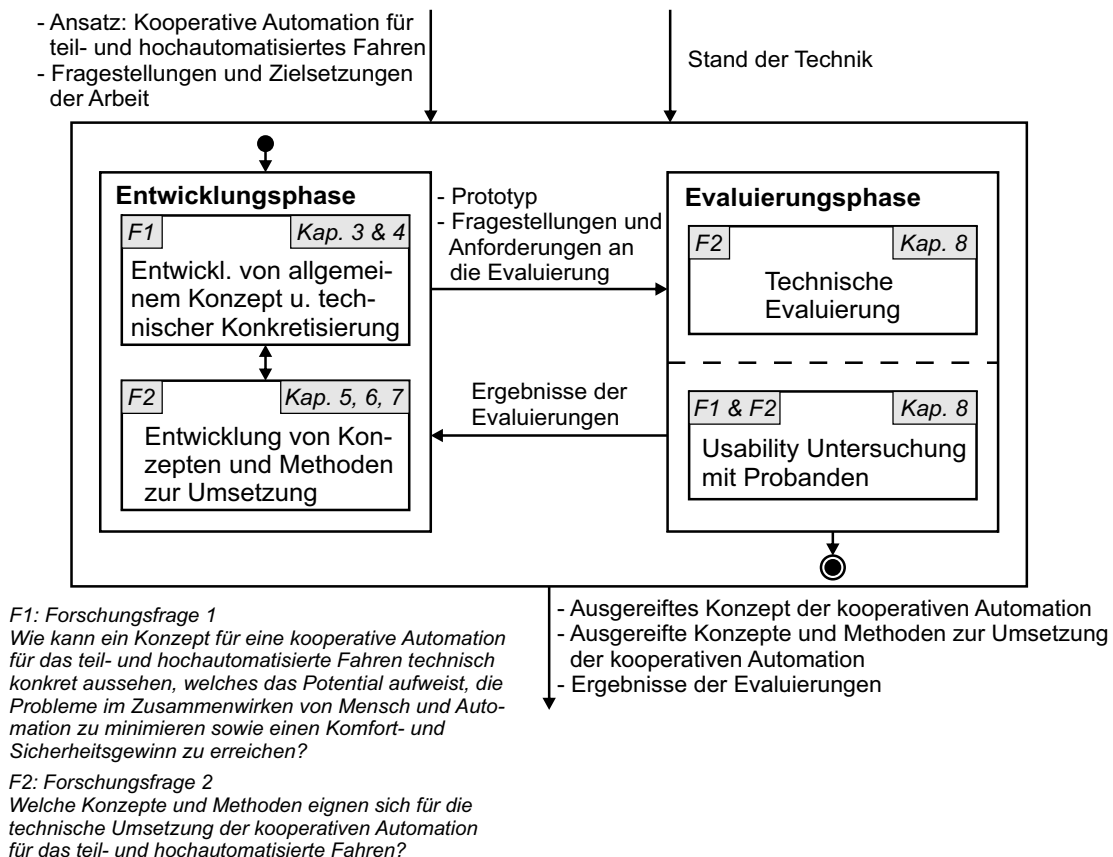 - Ansatz: Kooperative Automation für
teil- und hochautomatisiertes Fahren
- Fragestellungen und Zielsetzungen
der Arbeit
Stand der Technik
Entwicklungsphase
F1
Kap. 3 & 4
Entwickl. von allgemei-
nem Konzept u. tech-
nischer Konkretisierung
F2
Kap. 5, 6, 7
Entwicklung von Kon-
zepten und Methoden
zur Umsetzung
- Prototyp
- Fragestellungen und
Anforderungen an
die Evaluierung
Ergebnisse der
Evaluierungen
Evaluierungsphase
F2
Kap. 8
Technische
Evaluierung
F1 & F2
Kap. 8
Usability Untersuchung
mit Probanden
- Ausgereiftes Konzept der kooperativen Automation
- Ausgereifte Konzepte und Methoden zur Umsetzung
der kooperativen Automation
- Ergebnisse der Evaluierungen
F1: Forschungsfrage 1
Wie kann ein Konzept für eine kooperative Automation
für das teil- und hochautomatisierte Fahren technisch
konkret aussehen, welches das Potential aufweist, die
Probleme im Zusammenwirken von Mensch und Auto-
mation zu minimieren sowie einen Komfort- und
Sicherheitsgewinn zu erreichen?
F2: Forschungsfrage 2
Welche Konzepte und Methoden eignen sich für die
technische Umsetzung der kooperativen Automation
für das teil- und hochautomatisierte Fahren?